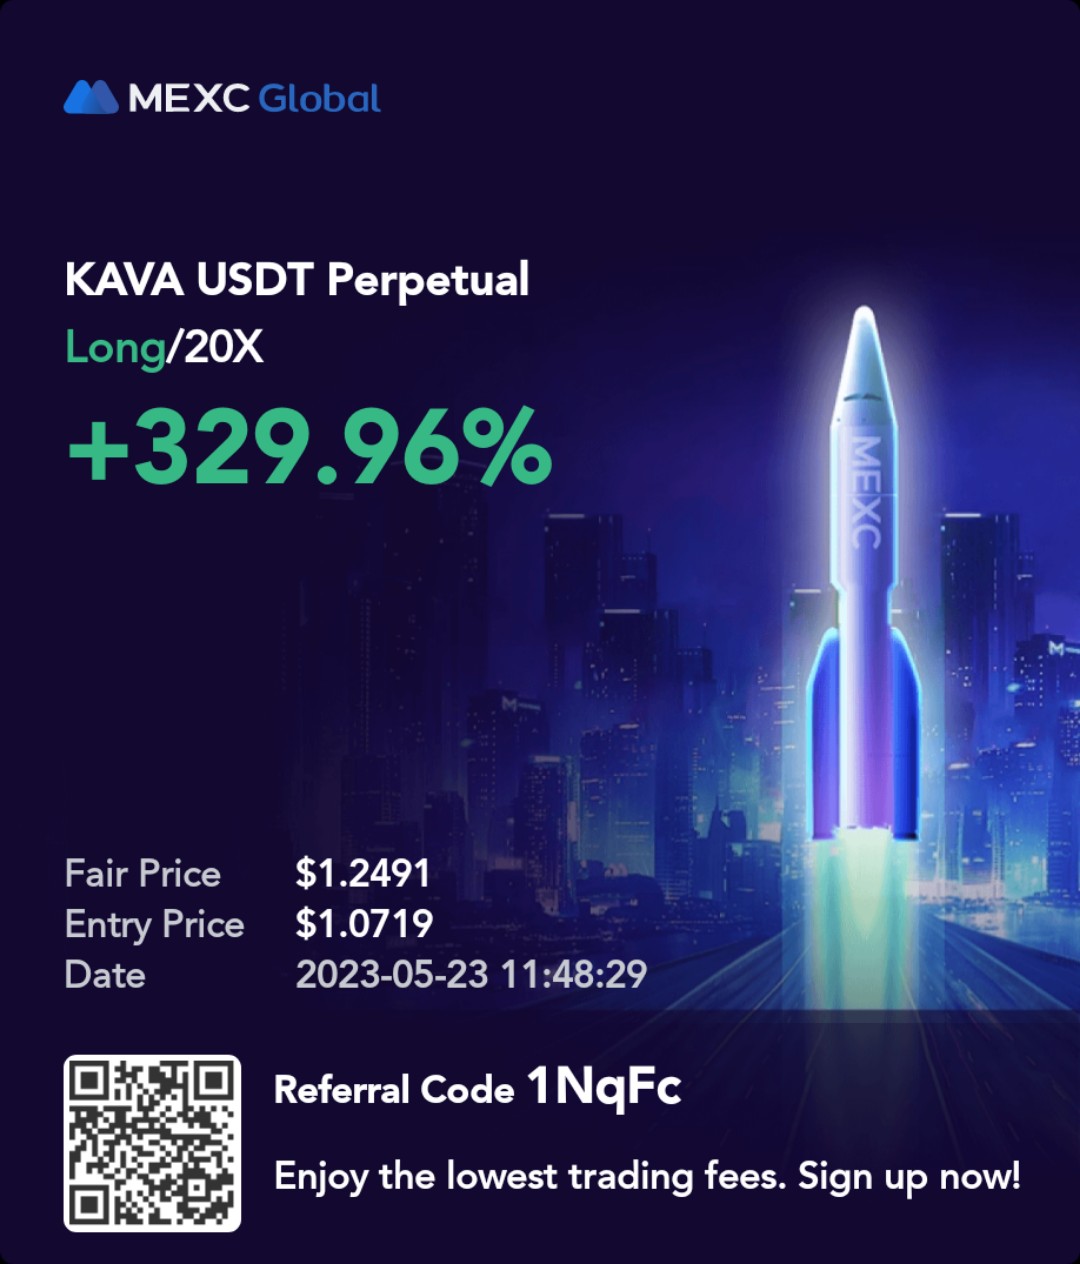 MEXC Global
KAVA USDT Perpetual
Long/20X
+329.96%
MEXC
Fair Price $1.2491
Entry Price $1.0719
Date 2023-05-23 11:48:29
Referral Code 1NqFc
Enjoy the lowest trading fees. Sign up now!